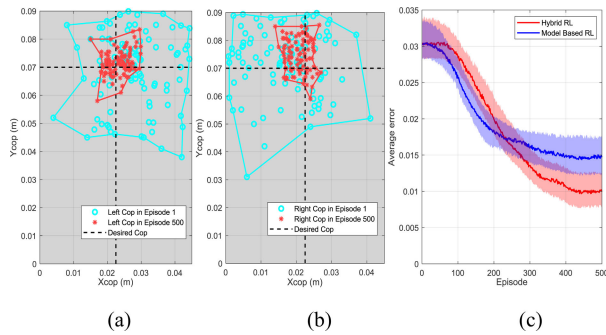 0.09
0.08
0.07
0.06
0.05
0.04
0.03
0.02
0.01
0
Ycop (m)
Left Cop in Episode 1
Left Cop in Episode 500
Desired Cop
0 0.01 0.02 0.03 0.04
Xcop (m)
(a)
0.09
0.08
0.07
0.06
0.05
0.04
0.03
0.02
0.01
0
Ycop (m)
Right Cop in Episode 1
Right Cop in Episode 500
Desired Cop
0 0.01 0.02 0.03 0.04
Xcop (m)
(b)
Hybrid RL
Model Based RL
0.035
0.03
0.025
0.02
0.015
0.01
0.005
0
Average error
0 100 200 300 400 500
Episode
(c)